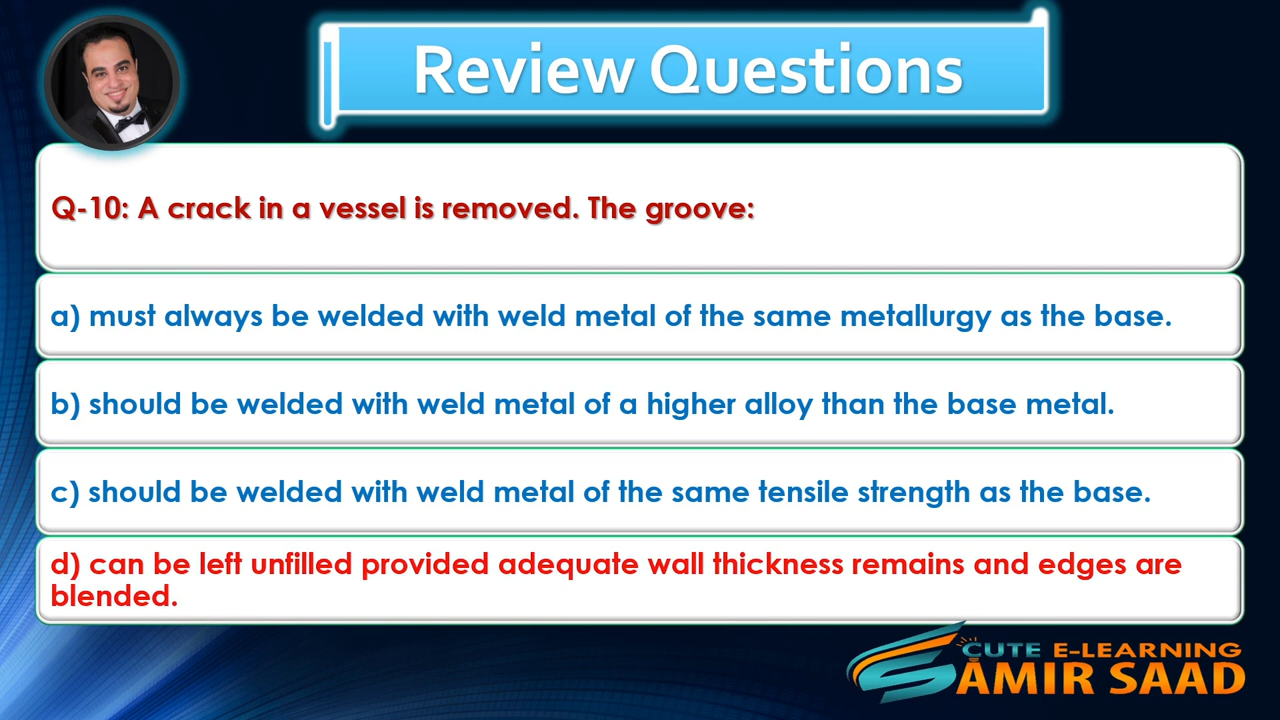 Review Questions
Q-10: A crack in a vessel is removed. The groove:
a) must always be welded with weld metal of the same metallurgy as the base.
b) should be welded with weld metal of a higher alloy than the base metal.
c) should be welded with weld metal of the same tensile strength as the base.
d) can be left unfilled provided adequate wall thickness remains and edges are
blended.
CUTE E-LEARNING
AMIR SAAD